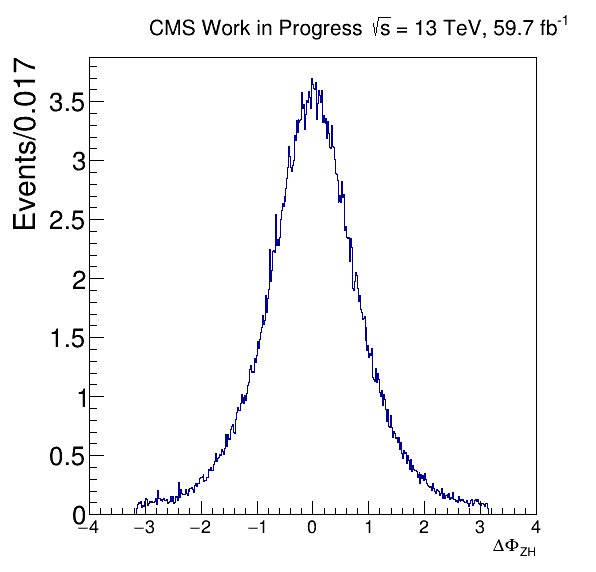 CMS Work in Progress √s = 13 TeV, 59.7 fb⁻¹
Events/0.017
3.5
3
2.5
2
1.5
1
0.5
0
−4 −3 −2 −1 0 1 2 3 4
ΔΦ_ZH